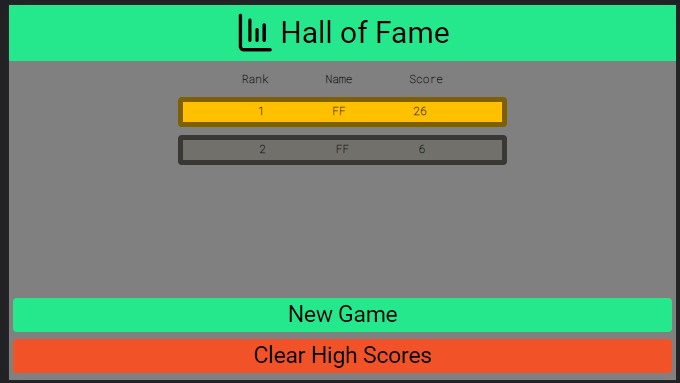 Hall of Fame
Rank Name Score
1 FF 26
2 FF 6
New Game
Clear High Scores